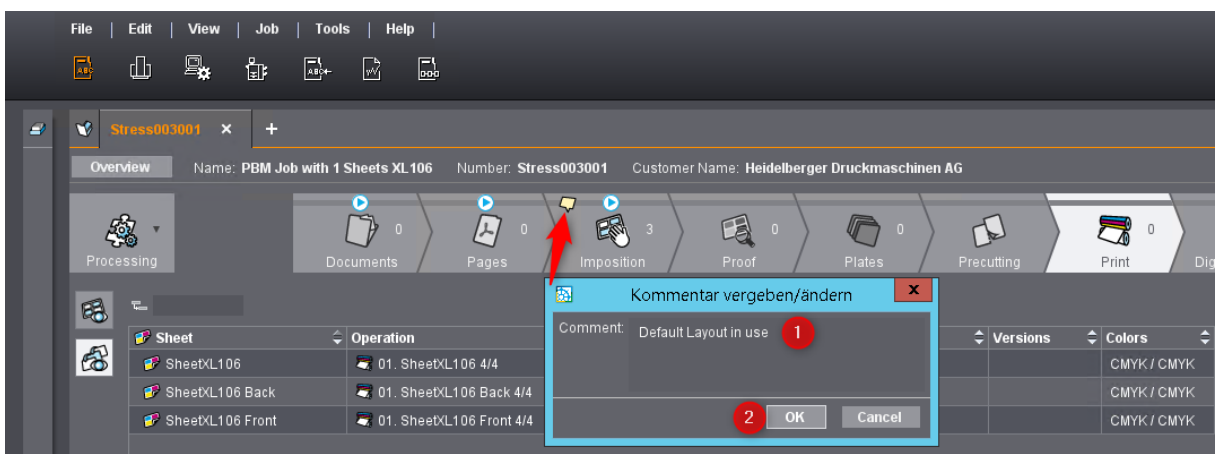 File | Edit | View | Job | Tools | Help |
Stress003001 × +
Overview Name: PBM Job with 1 Sheets XL106 Number: Stress003001 Customer Name: Heidelberger Druckmaschinen AG
0 0 3 0 0 0
Processing Documents Pages Imposition Proof Plates Precutting Print Dig
Kommentar vergeben/ändern x
Comment: Default Layout in use 1
2 OK Cancel
Sheet Operation Versions Colors
SheetXL106 01. SheetXL106 4/4 CMYK / CMYK
SheetXL106 Back 01. SheetXL106 Back 4/4 CMYK / CMYK
SheetXL106 Front 01. SheetXL106 Front 4/4 CMYK / CMYK